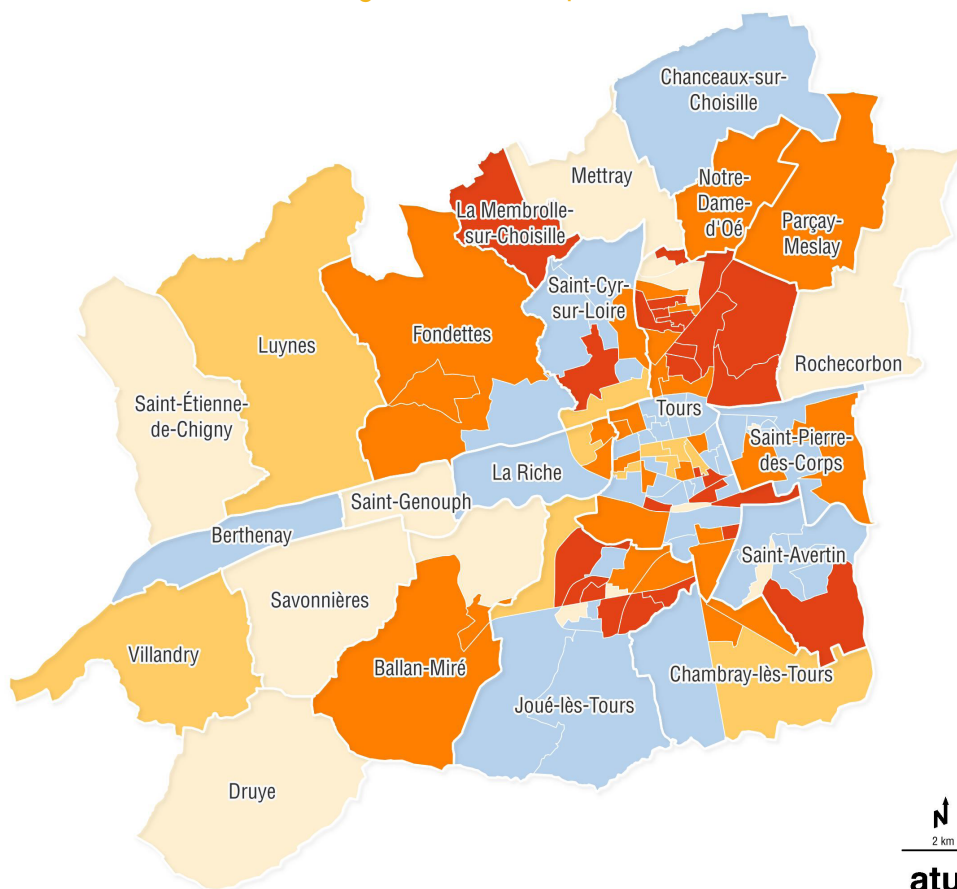 Chanceaux-sur-
Choisille
Mettray
Notre-
Dame-
d'Oé
La Membrolle-
sur-Choisille
Parçay-
Meslay
Saint-Cyr-
sur-Loire
Fondettes
Luynes
Rochecorbon
Saint-Étienne-
de-Chigny
Tours
Saint-Pierre-
des-Corps
La Riche
Saint-Genouph
Berthenay
Saint-Avertin
Savonnières
Villandry
Ballan-Miré
Chambray-lès-Tours
Joué-lès-Tours
Druye
N
2 km
atu